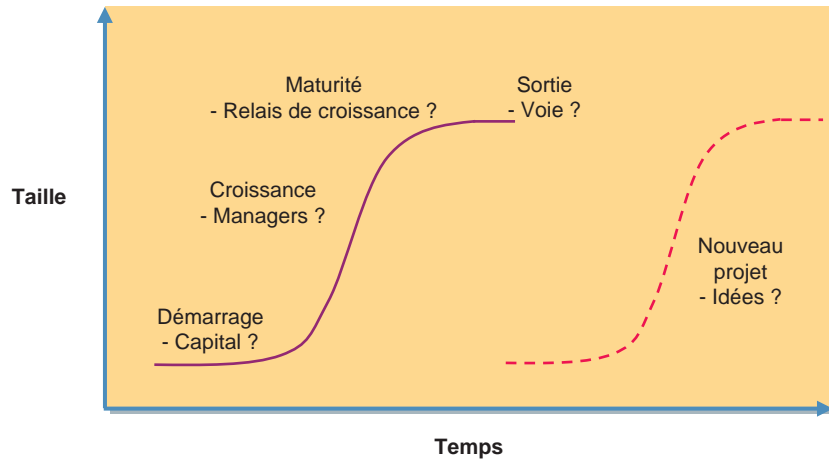 Maturité
- Relais de croissance ?
Sortie
- Voie ?
Taille
Croissance
- Managers ?
Nouveau
projet
- Idées ?
Démarrage
- Capital ?
Temps